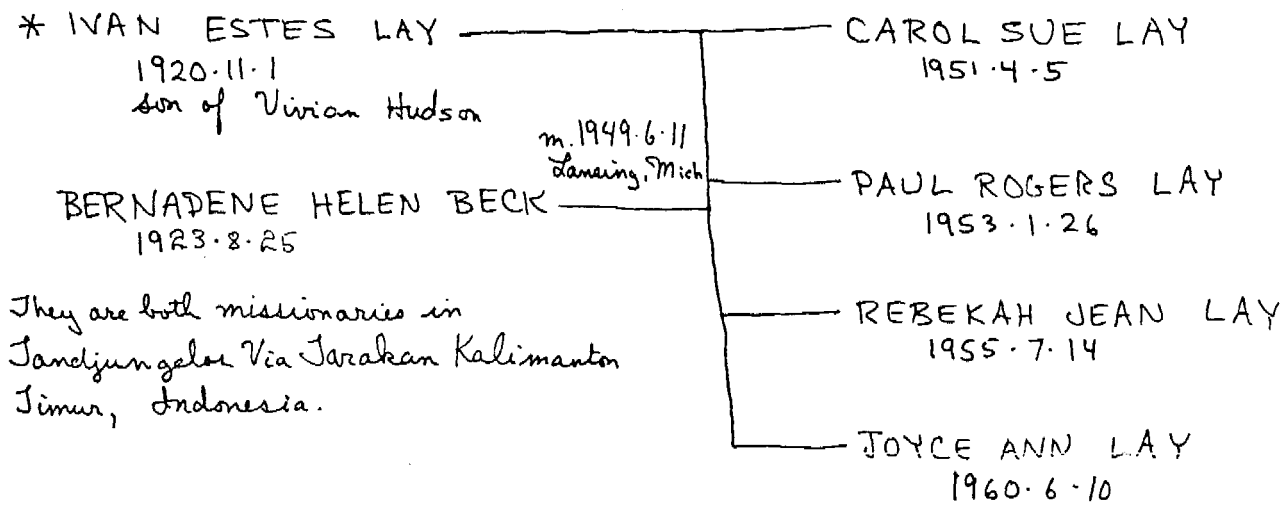 * IVAN ESTES LAY
1920.11.1
son of Vivian Hudson
m. 1949.6.11
Lansing, Mich
BERNADENE HELEN BECK
1923.8.25
They are both missionaries in
Tandjungelor Via Tarakan Kalimanton
Timur, Indonesia.
CAROL SUE LAY
1951.4.5
PAUL ROGERS LAY
1953.1.26
REBEKAH JEAN LAY
1955.7.14
JOYCE ANN LAY
1960.6.10